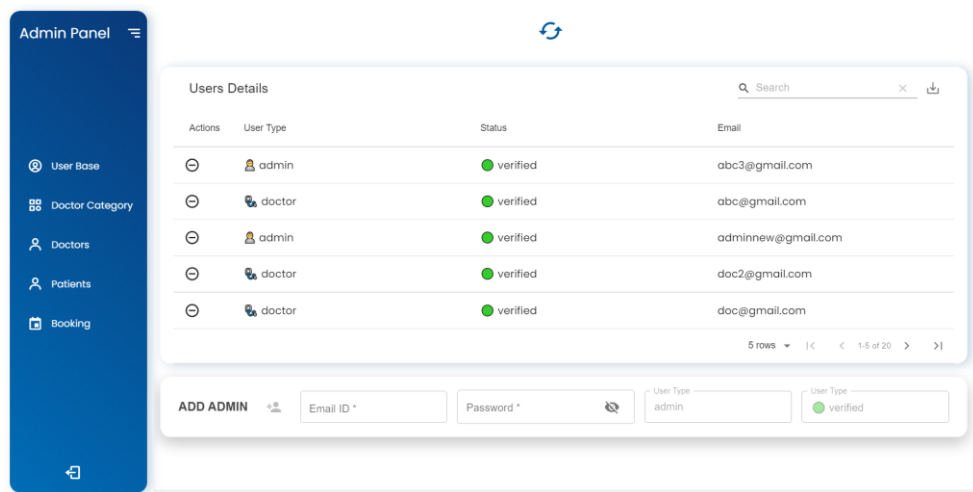 Admin Panel
User Base
Doctor Category
Doctors
Patients
Booking
Users Details
Search
Actions User Type Status Email
admin verified abc3@gmail.com
doctor verified abc@gmail.com
admin verified adminnew@gmail.com
doctor verified doc2@gmail.com
doctor verified doc@gmail.com
5 rows 1-5 of 20
ADD ADMIN
Email ID *
Password *
User Type
admin
User Type
verified